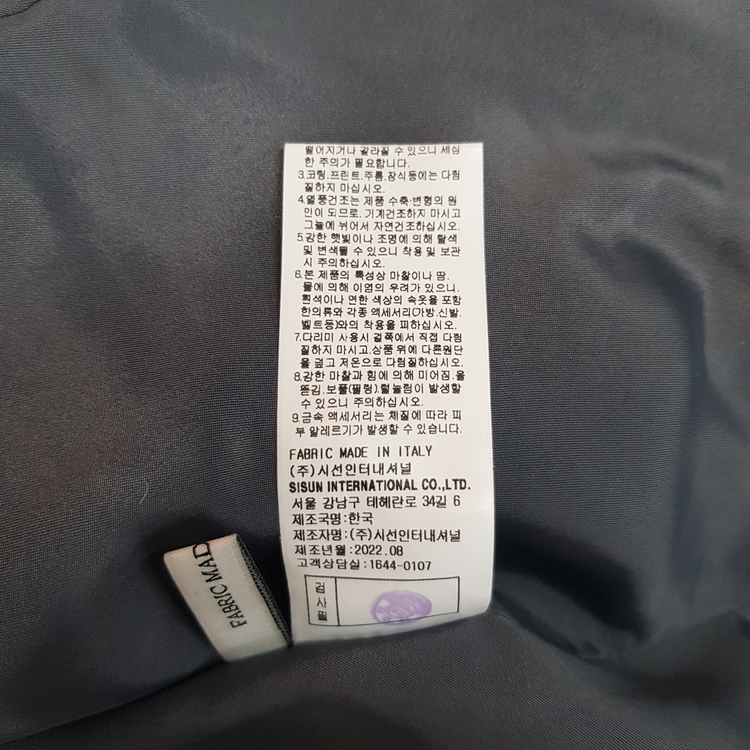 떨어지거나 갈라질 수 있으니 세심
한 주의가 필요합니다.
3.코팅.프린트.주름.장식등에는 다림
질하지 마십시오.
4.열풍건조는 제품 수축·변형의 원
인이 되므로, 기계건조하지 마시고
그늘에 뉘어서 자연건조하십시오.
5.강한 햇빛이나 조명에 의해 탈색
및 변색될 수 있으니 착용 및 보관
시 주의하십시오.
6.본 제품의 특성상 마찰이나 땀.
물에 의해 이염의 우려가 있으니.
흰색이나 연한 색상의 속옷을 포함
한의류와 각종 액세서리(가방.신발.
벨트등)와의 착용을 피하십시오.
7.다리미 사용시 겉쪽에서 직접 다림
질하지 마시고.상품 위에 다른원단
을 덮고 저온으로 다림질하십시오.
8.강한 마찰과 힘에 의해 미어짐.올
뜯김.보풀(필링).털눌림이 발생할
수 있으니 주의하십시오.
9.금속 액세서리는 체질에 따라 피
부 알레르기가 발생할 수 있습니다.
FABRIC MADE IN ITALY
(주)시선인터내셔널
SISUN INTERNATIONAL CO.,LTD.
서울 강남구 테헤란로 34길 6
제조국명:한국
제조자명:(주)시선인터내셔널
제조년월:2022.08
고객상담실:1644-0107
검사필
FABRIC MAD